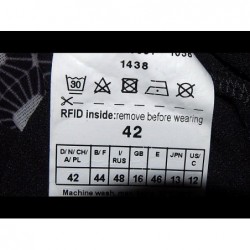 1438
30
RFID inside:remove before wearing
42
D/ N/ CH/ A/ PL B/ F I/ RUS GB E JPN US/ C
42 44 48 16 46 13 12
Machine wash